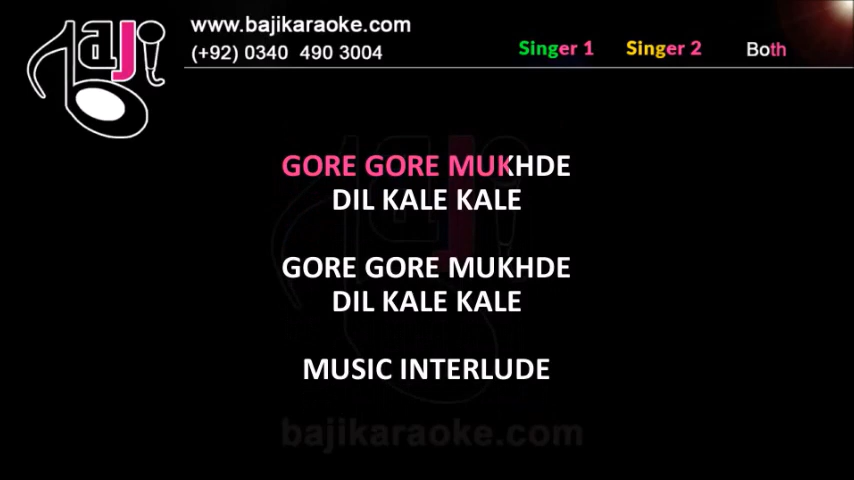 www.bajikaraoke.com
(+92) 0340 490 3004
baji
Singer 1 Singer 2 Both
GORE GORE MUKHDE
DIL KALE KALE
GORE GORE MUKHDE
DIL KALE KALE
MUSIC INTERLUDE
bajikaraoke.com